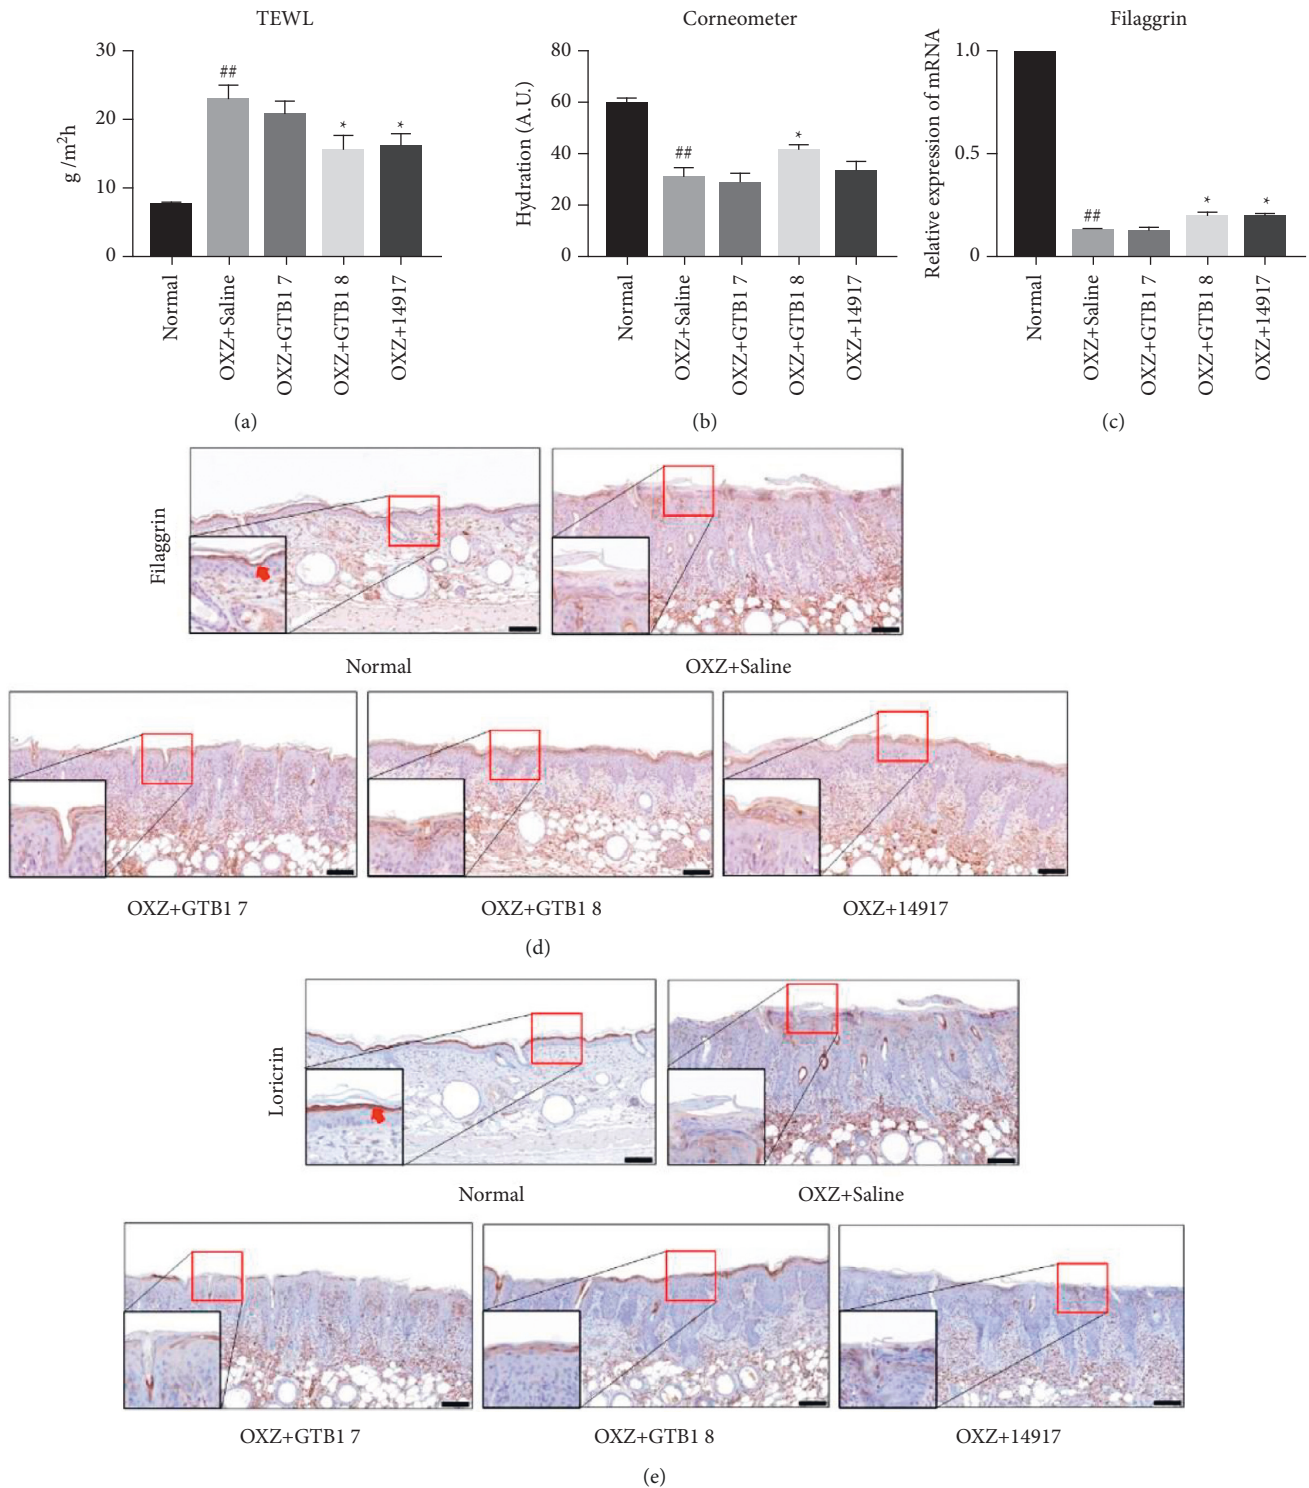 TEWL
g/m²h
30
20
10
0
##
*
*
Normal
OXZ+Saline
OXZ+GTB1 7
OXZ+GTB1 8
OXZ+14917
(a)
Corneometer
Hydration (A.U.)
80
60
40
20
0
##
*
Normal
OXZ+Saline
OXZ+GTB1 7
OXZ+GTB1 8
OXZ+14917
(b)
Filaggrin
Relative expression of mRNA
1.0
0.5
0
##
*
*
Normal
OXZ+Saline
OXZ+GTB1 7
OXZ+GTB1 8
OXZ+14917
(c)
Filaggrin
Normal
OXZ+Saline
OXZ+GTB1 7
OXZ+GTB1 8
OXZ+14917
(d)
Loricrin
Normal
OXZ+Saline
OXZ+GTB1 7
OXZ+GTB1 8
OXZ+14917
(e)